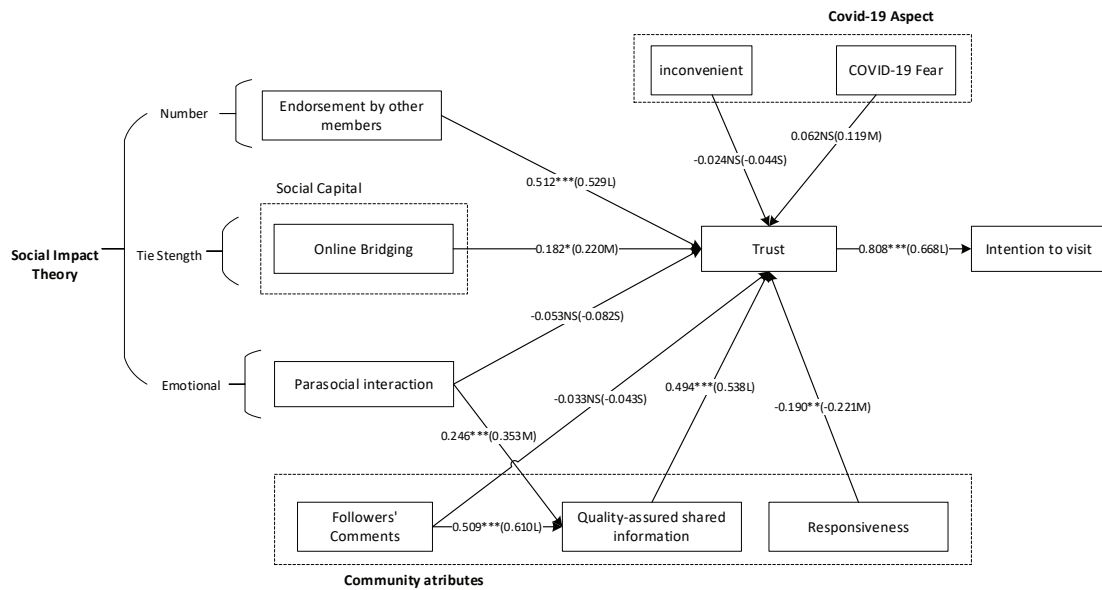 Covid-19 Aspect
inconvenient
COVID-19 Fear
Number
Endorsement by other
members
0.062NS(0.119M)
-0.024NS(-0.044S)
0.512***(0.529L)
Social Capital
Social Impact
Theory
Tie Stength
Online Bridging
0.182*(0.220M)
Trust
0.808***(0.668L)
Intention to visit
-0.053NS(-0.082S)
Emotional
Parasocial interaction
-0.033NS(-0.043S)
0.494***(0.538L)
-0.190**(-0.221M)
0.246***(0.353M)
Followers'
Comments
0.509***(0.610L)
Quality-assured shared
information
Responsiveness
Community atributes